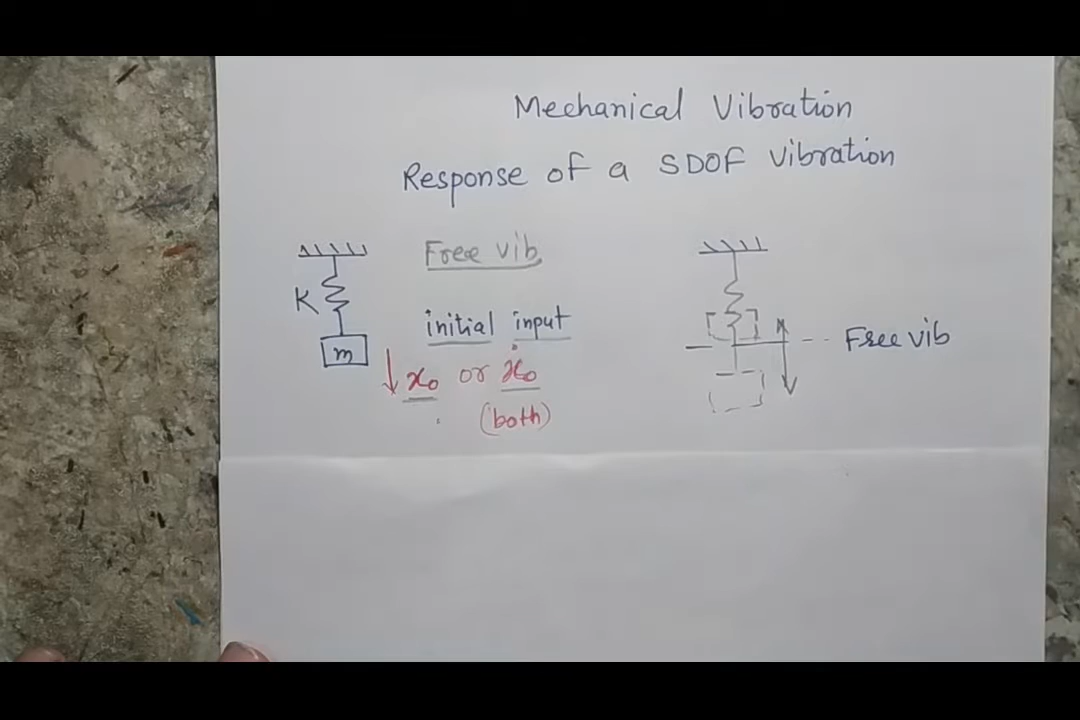 Mechanical Vibration
Response of a SDOF Vibration
Free vib
K
m
initial input
x₀ or ẋ₀
(both)
Free vib